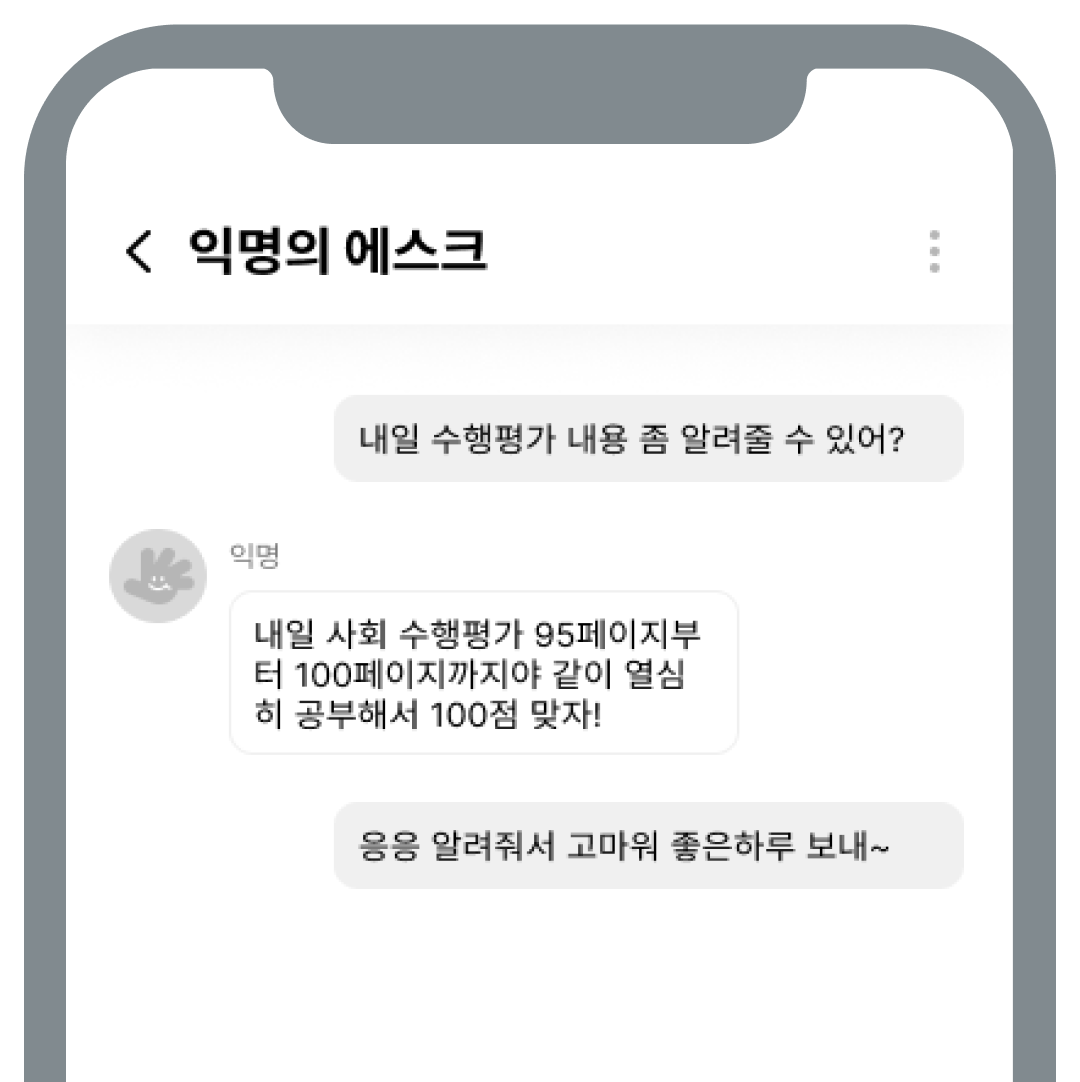 익명의 에스크
내일 수행평가 내용 좀 알려줄 수 있어?
익명
내일 사회 수행평가 95페이지부
터 100페이지까지야 같이 열심
히 공부해서 100점 맞자!
응응 알려줘서 고마워 좋은하루 보내~